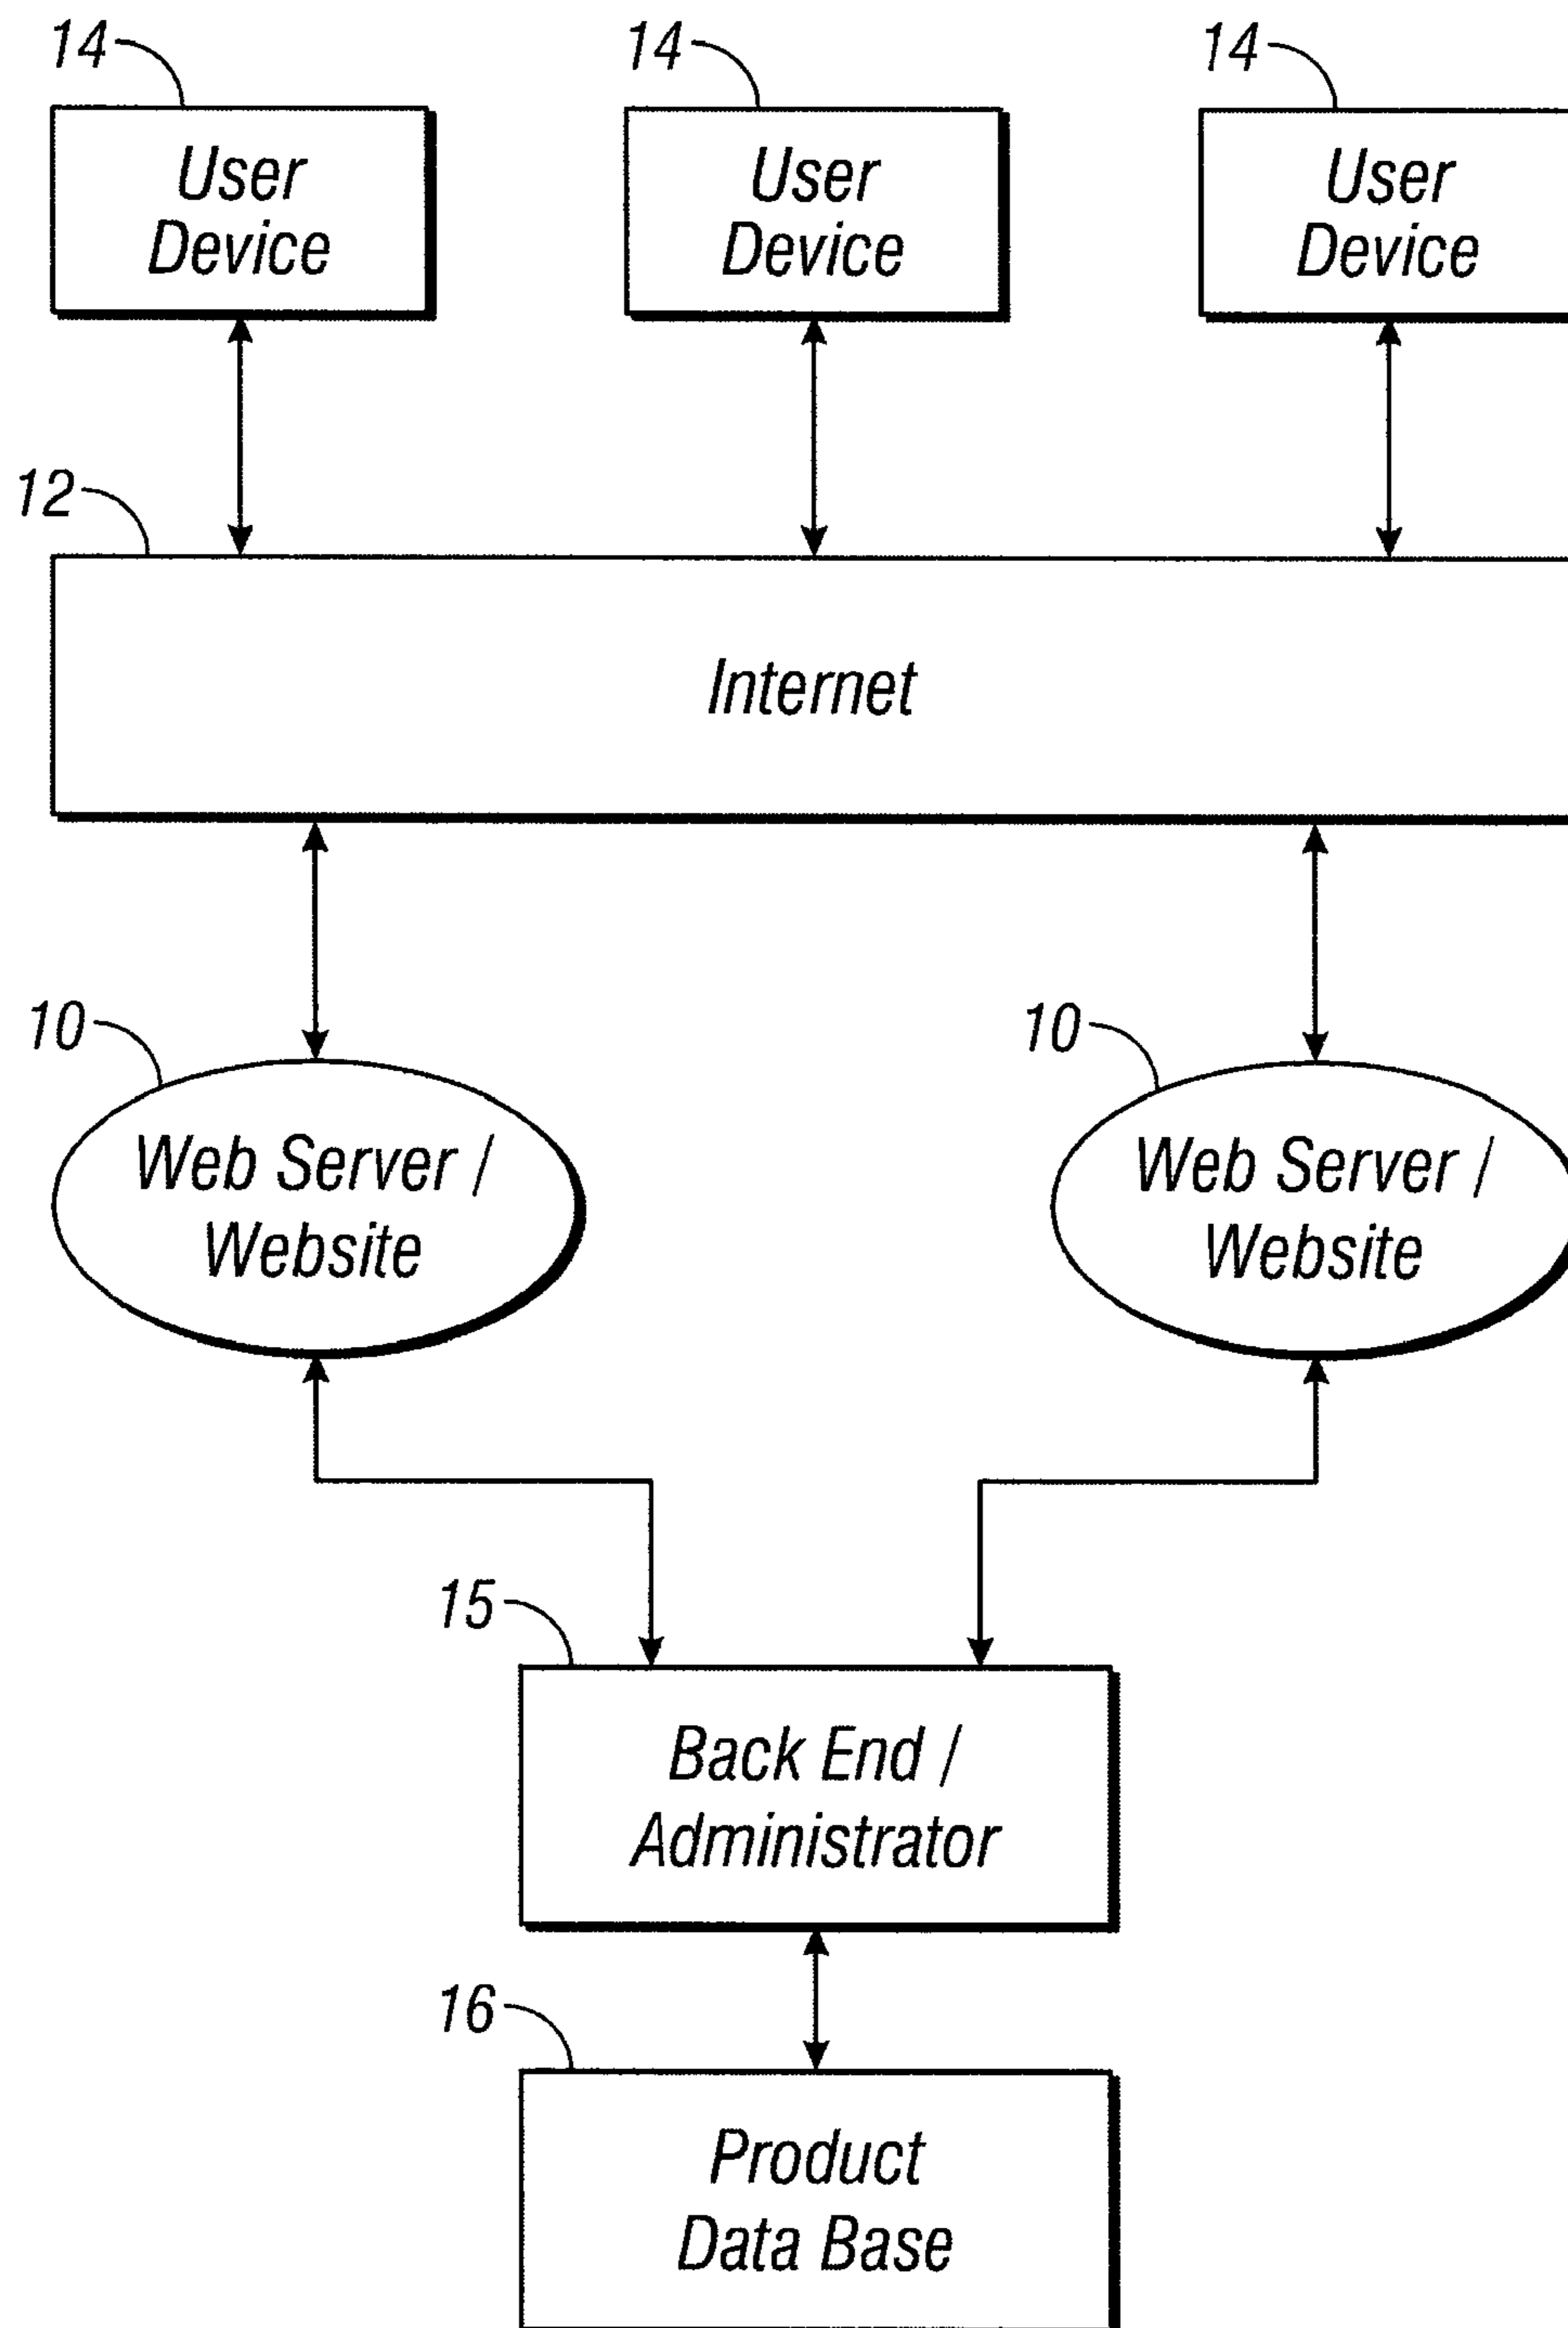 14 14 14
User User User
Device Device Device
12
Internet
10 10
Web Server / Web Server /
Website Website
15
Back End /
Administrator
16
Product
Data Base